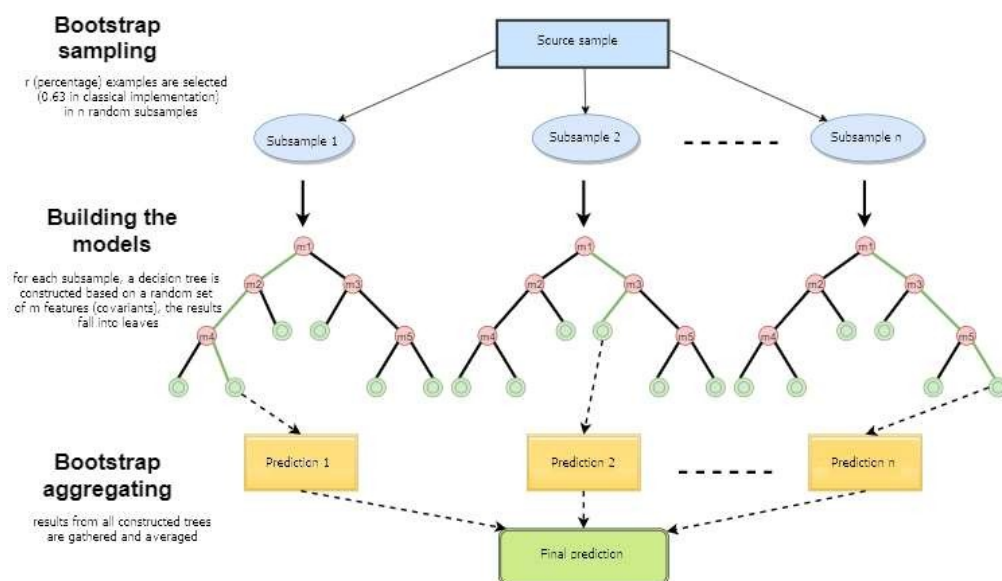 Bootstrap
sampling
r (percentage) examples are selected
(0.63 in classical implementation)
in n random subsamples
Source sample
Subsample 1
Subsample 2
Subsample n
Building the
models
for each subsample, a decision tree is
constructed based on a random set
of m features (covariants), the results
fall into leaves
m1
m2
m3
m4
m5
m1
m2
m3
m4
m5
m1
m2
m3
m4
m5
Bootstrap
aggregating
results from all constructed trees
are gathered and averaged
Prediction 1
Prediction 2
Prediction n
Final prediction